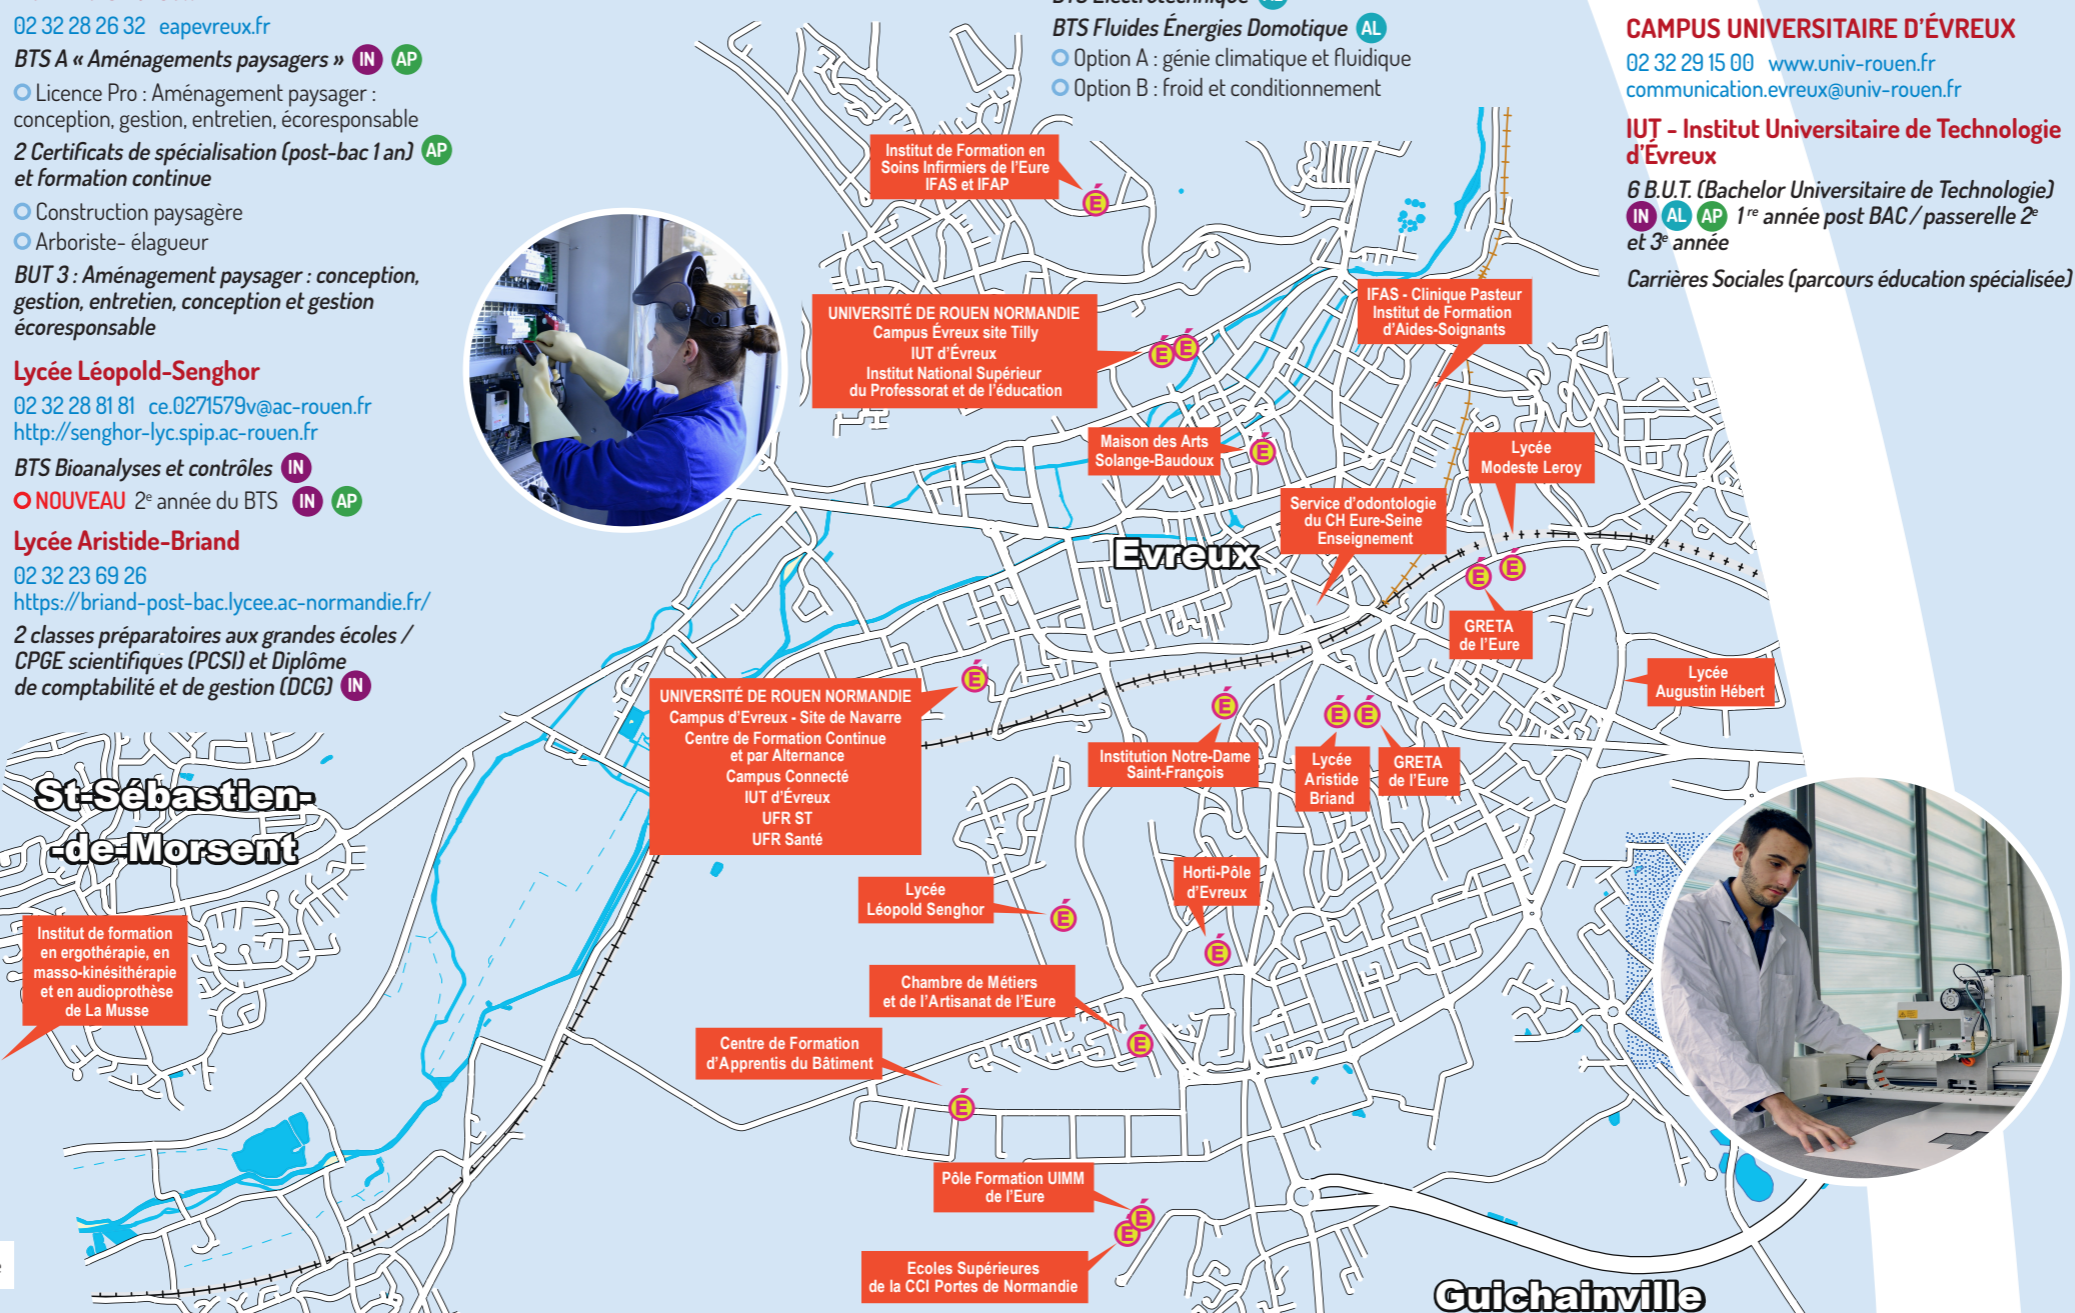 02 32 28 26 32 eapevreux.fr
BTS A « Aménagements paysagers » IN AP
Licence Pro : Aménagement paysager :
conception, gestion, entretien, écoresponsable
2 Certificats de spécialisation (post-bac 1 an) AP
et formation continue
Construction paysagère
Arboriste- élagueur
BUT 3 : Aménagement paysager : conception,
gestion, entretien, conception et gestion
écoresponsable
Lycée Léopold-Senghor
02 32 28 81 81 ce.0271579v@ac-rouen.fr
http://senghor-lyc.spip.ac-rouen.fr
BTS Bioanalyses et contrôles IN
NOUVEAU 2e année du BTS IN AP
Lycée Aristide-Briand
02 32 23 69 26
https://briand-post-bac.lycee.ac-normandie.fr/
2 classes préparatoires aux grandes écoles /
CPGE scientifiques (PCSI) et Diplôme
de comptabilité et de gestion (DCG) IN
BTS Électrotechnique AL
BTS Fluides Énergies Domotique AL
Option A : génie climatique et fluidique
Option B : froid et conditionnement
CAMPUS UNIVERSITAIRE D'ÉVREUX
02 32 29 15 00 www.univ-rouen.fr
communication.evreux@univ-rouen.fr
IUT - Institut Universitaire de Technologie
d'Évreux
6 B.U.T. (Bachelor Universitaire de Technologie)
IN AL AP 1re année post BAC / passerelle 2e
et 3e année
Carrières Sociales (parcours éducation spécialisée)
Institut de Formation en
Soins Infirmiers de l'Eure
IFAS et IFAP
É
UNIVERSITÉ DE ROUEN NORMANDIE
Campus Évreux site Tilly
IUT d'Évreux
Institut National Supérieur
du Professorat et de l'éducation
É É
IFAS - Clinique Pasteur
Institut de Formation
d'Aides-Soignants
Maison des Arts
Solange-Baudoux
É
Lycée
Modeste Leroy
É
Service d'odontologie
du CH Eure-Seine
Enseignement
Evreux
É
GRETA
de l'Eure
Lycée
Augustin Hébert
UNIVERSITÉ DE ROUEN NORMANDIE
Campus d'Evreux - Site de Navarre
Centre de Formation Continue
et par Alternance
Campus Connecté
IUT d'Évreux
UFR ST
UFR Santé
É
É
Institution Notre-Dame
Saint-François
É É
Lycée
Aristide
Briand
GRETA
de l'Eure
St-Sébastien-
-de-Morsent
Institut de formation
en ergothérapie, en
masso-kinésithérapie
et en audioprothèse
de La Musse
Lycée
Léopold Senghor
É
Horti-Pôle
d'Evreux
É
Chambre de Métiers
et de l'Artisanat de l'Eure
É
Centre de Formation
d'Apprentis du Bâtiment
É
Pôle Formation UIMM
de l'Eure
É
É
Ecoles Supérieures
de la CCI Portes de Normandie
Guichainville